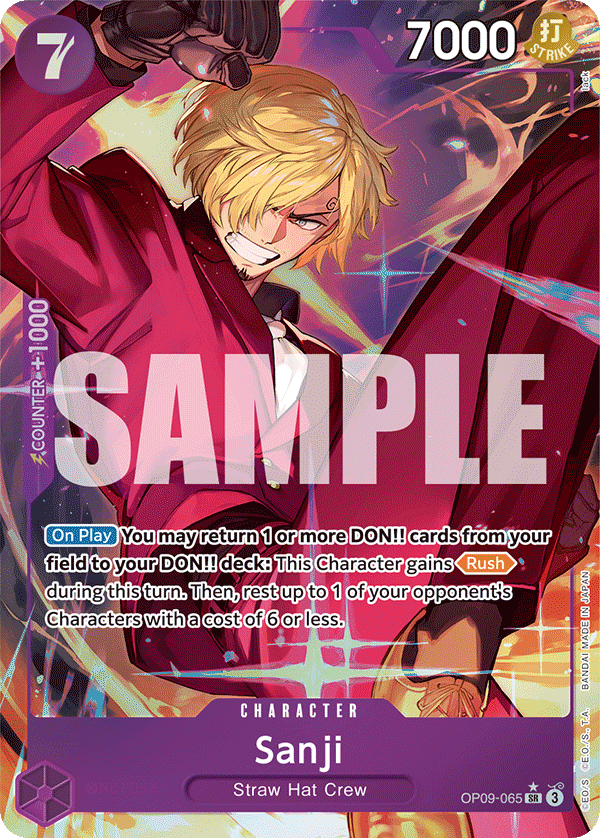 7
7000
打
STRIKE
lack
COUNTER +1000
SAMPLE
On Play You may return 1 or more DON!! cards from your
field to your DON!! deck: This Character gains Rush
during this turn. Then, rest up to 1 of your opponent's
Characters with a cost of 6 or less.
CHARACTER
Sanji
Straw Hat Crew
OP09-065 SR 3
©E.O./S. ©E.O./S.,T.A. BANDAI MADE IN JAPAN